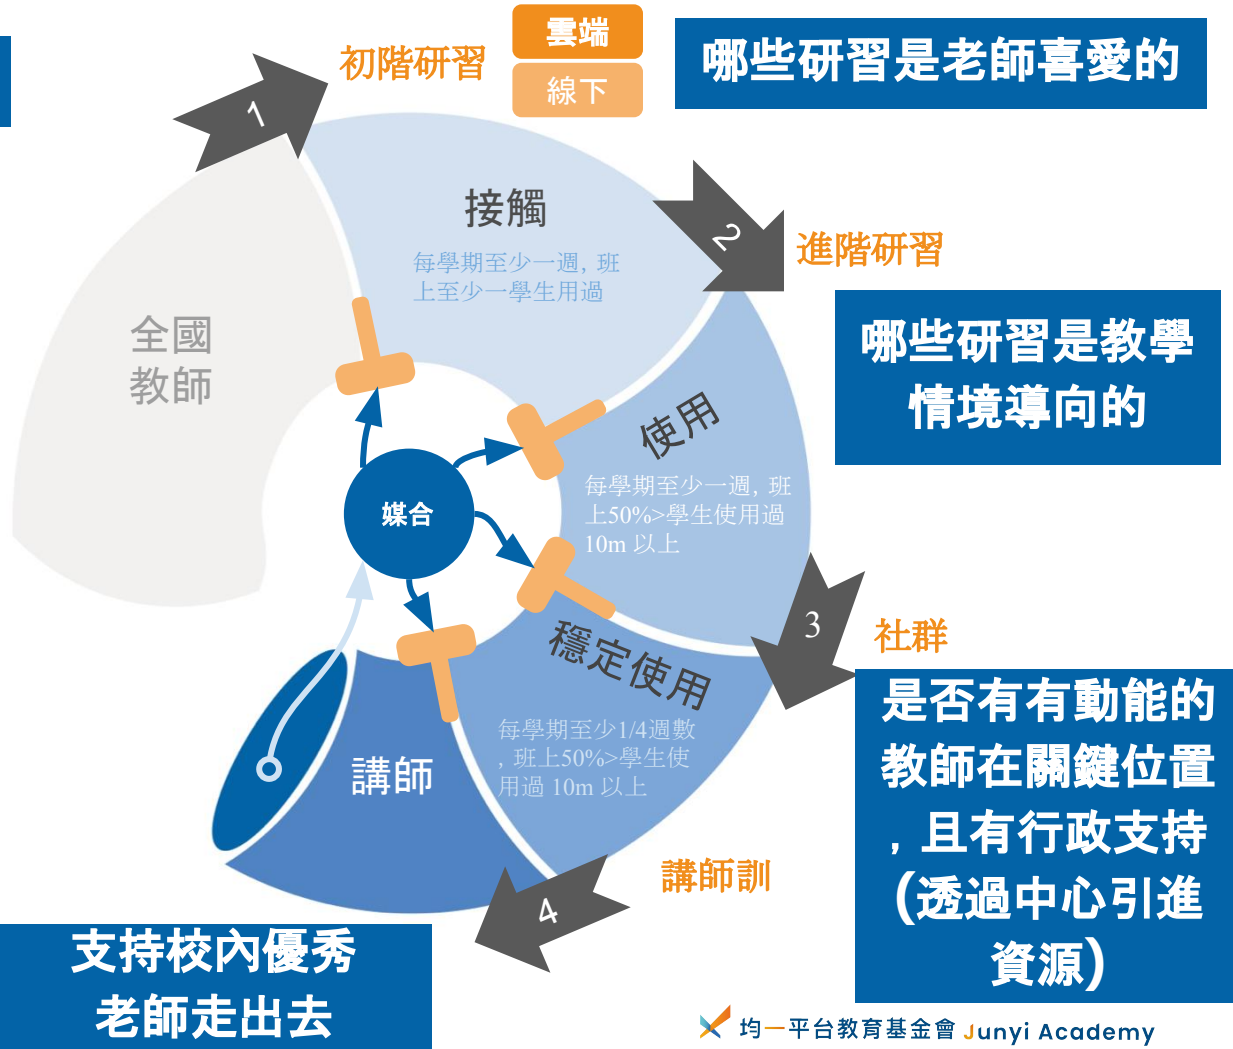 初階研習
雲端
線下
哪些研習是老師喜愛的
1
接觸
每學期至少一週, 班
上至少一學生用過
2
進階研習
哪些研習是教學
情境導向的
全國
教師
使用
每學期至少一週, 班
上50%>學生使用過
10m 以上
媒合
3
社群
是否有有動能的
教師在關鍵位置
, 且有行政支持
(透過中心引進
資源)
穩定使用
每學期至少1/4週數
, 班上50%>學生使
用過 10m 以上
講師
講師訓
4
支持校內優秀
老師走出去
均一平台教育基金會 Junyi Academy